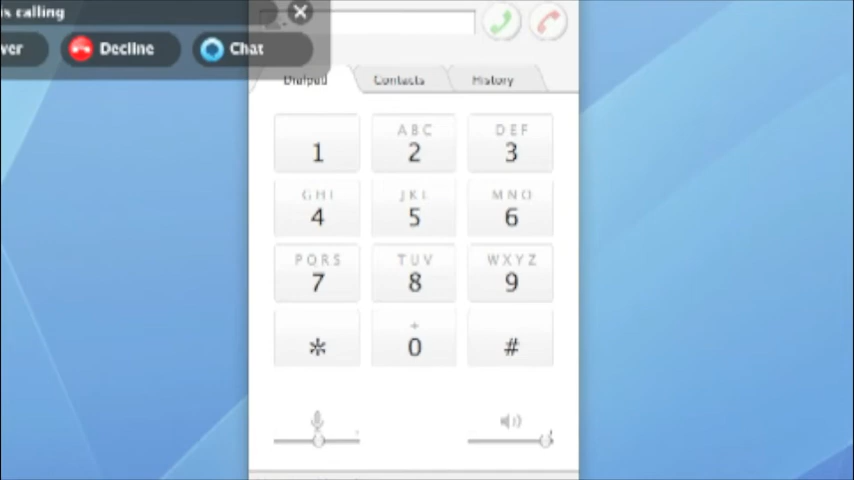 is calling
ver Decline Chat
Dialpad Contacts History
1
ABC
2
DEF
3
GHI
4
JKL
5
MNO
6
PQRS
7
TUV
8
WXYZ
9
*
+
0
#